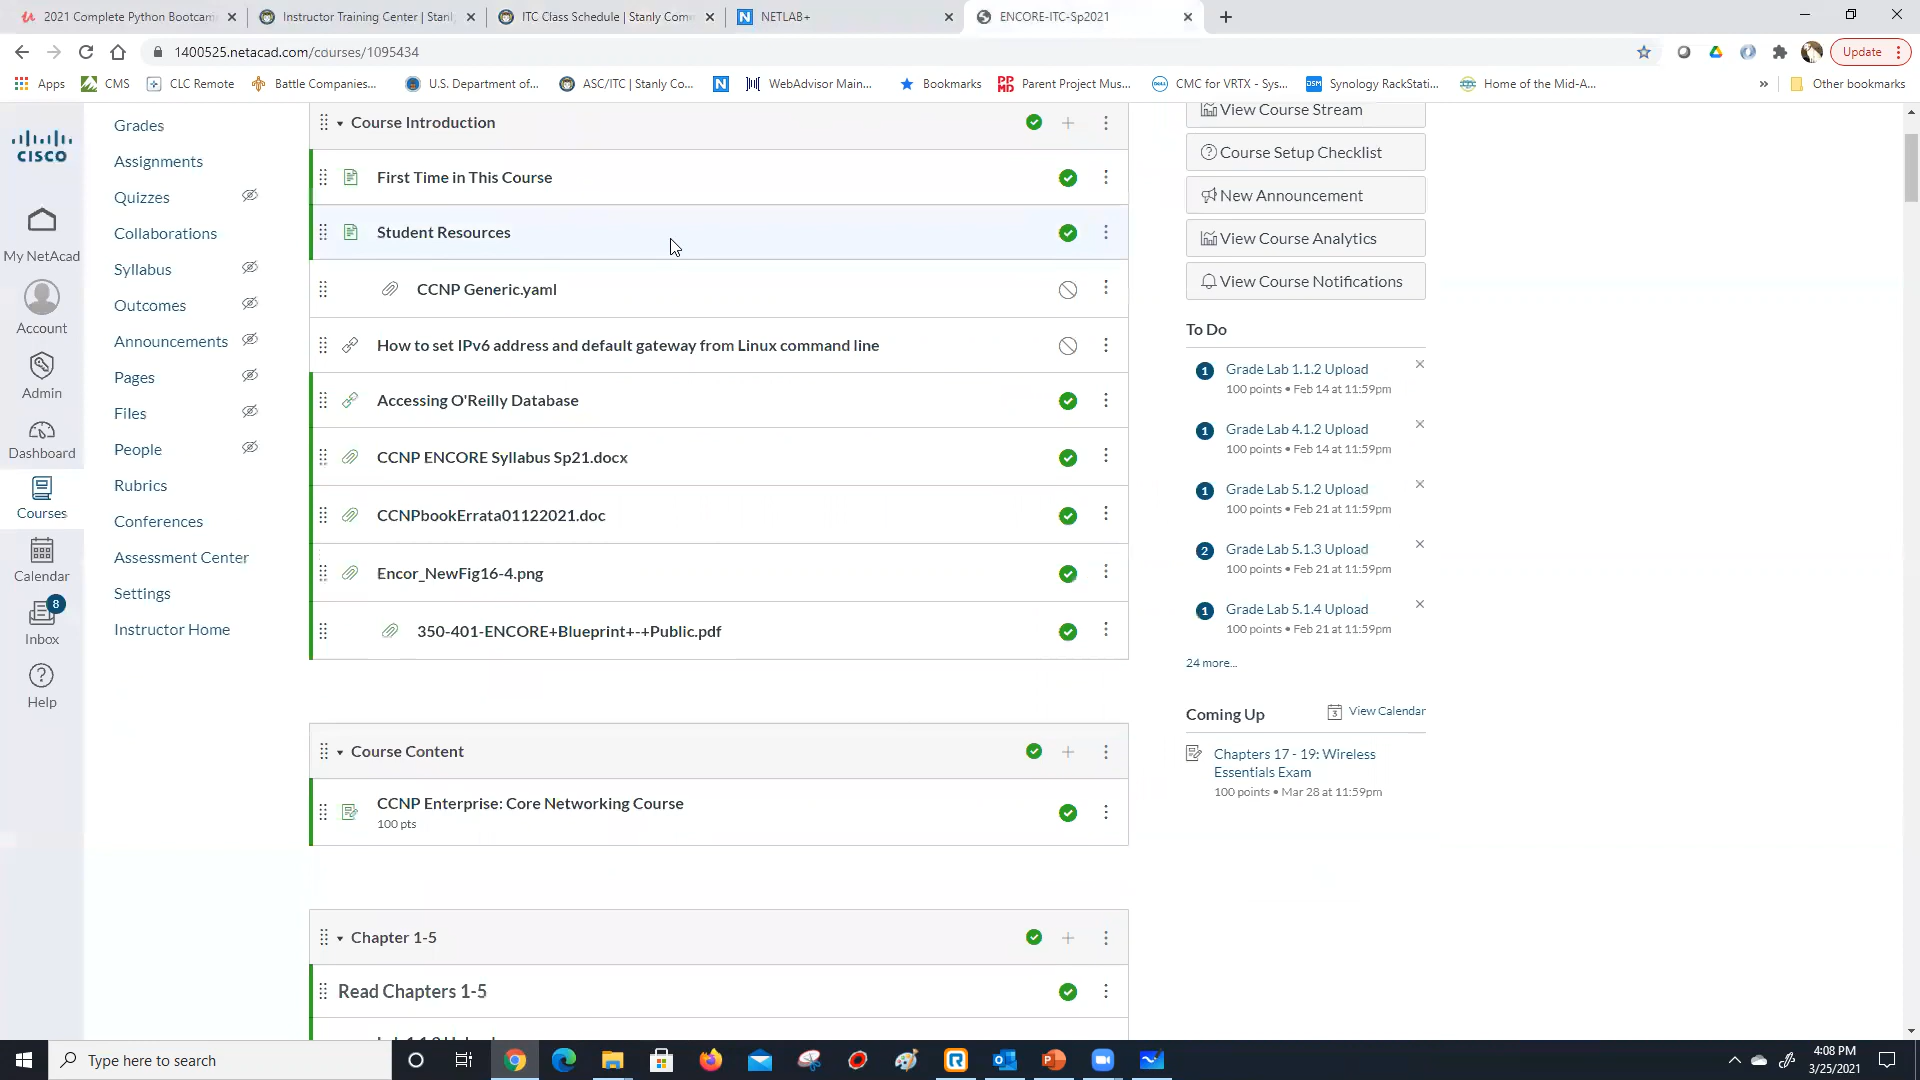 2021 Complete Python Bootcam
Instructor Training Center | Stanl
ITC Class Schedule | Stanly Com
NETLAB+
ENCORE-ITC-Sp2021
1400525.netacad.com/courses/1095434
Update
Apps
CMS
CLC Remote
Battle Companies...
U.S. Department of...
ASC/ITC | Stanly Co...
WebAdvisor Main...
Bookmarks
Parent Project Mus...
CMC for VRTX - Sys...
Synology RackStati...
Home of the Mid-A...
»
Other bookmarks
CISCO
My NetAcad
Account
Admin
Dashboard
Courses
Calendar
8
Inbox
Help
Grades
Assignments
Quizzes
Collaborations
Syllabus
Outcomes
Announcements
Pages
Files
People
Rubrics
Conferences
Assessment Center
Settings
Instructor Home
Course Introduction
First Time in This Course
Student Resources
CCNP Generic.yaml
How to set IPv6 address and default gateway from Linux command line
Accessing O'Reilly Database
CCNP ENCORE Syllabus Sp21.docx
CCNPbookErrata01122021.doc
Encor_NewFig16-4.png
350-401-ENCORE+Blueprint+-+Public.pdf
Course Content
CCNP Enterprise: Core Networking Course
100 pts
Chapter 1-5
Read Chapters 1-5
View Course Stream
Course Setup Checklist
New Announcement
View Course Analytics
View Course Notifications
To Do
1 Grade Lab 1.1.2 Upload
100 points • Feb 14 at 11:59pm
1 Grade Lab 4.1.2 Upload
100 points • Feb 14 at 11:59pm
1 Grade Lab 5.1.2 Upload
100 points • Feb 21 at 11:59pm
2 Grade Lab 5.1.3 Upload
100 points • Feb 21 at 11:59pm
1 Grade Lab 5.1.4 Upload
100 points • Feb 21 at 11:59pm
24 more...
Coming Up
View Calendar
Chapters 17 - 19: Wireless
Essentials Exam
100 points • Mar 28 at 11:59pm
Type here to search
4:08 PM
3/25/2021